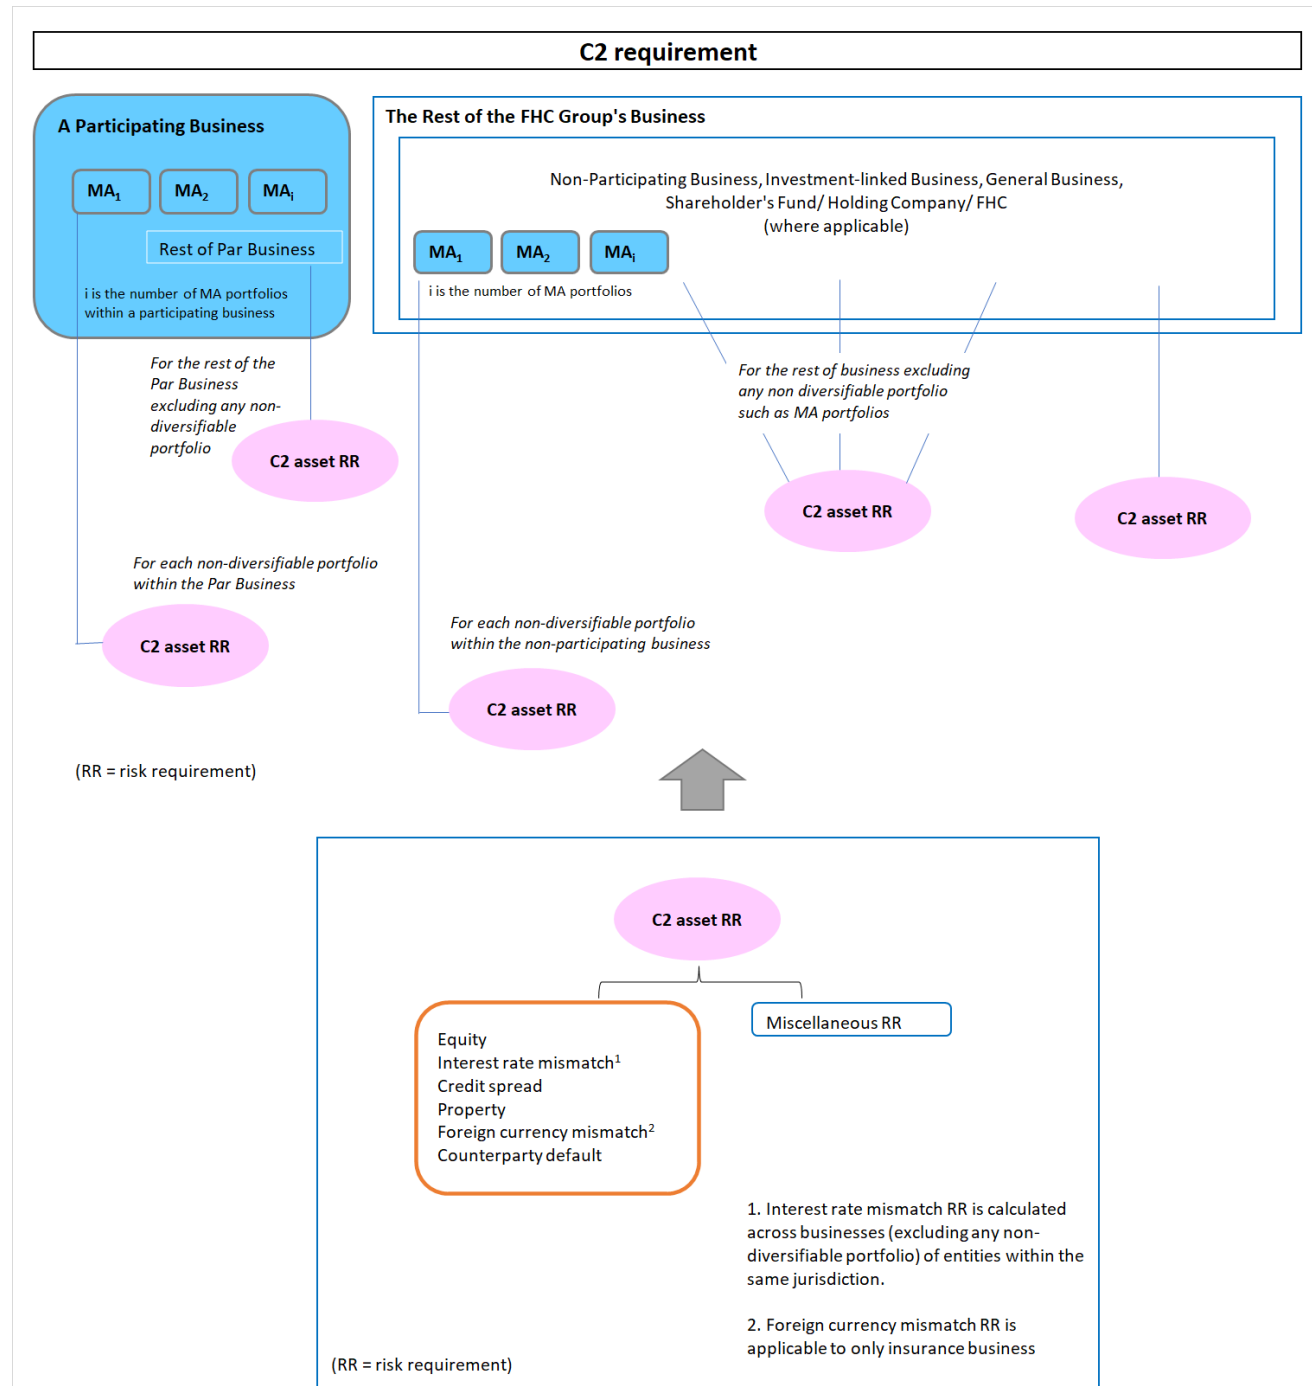 C2 requirement
A Participating Business
MA1
MA2
MAi
Rest of Par Business
i is the number of MA portfolios
within a participating business
The Rest of the FHC Group's Business
Non-Participating Business, Investment-linked Business, General Business,
Shareholder's Fund/ Holding Company/ FHC
(where applicable)
MA1
MA2
MAi
i is the number of MA portfolios
For the rest of the
Par Business
excluding any non-
diversifiable
portfolio
C2 asset RR
For the rest of business excluding
any non diversifiable portfolio
such as MA portfolios
C2 asset RR
C2 asset RR
For each non-diversifiable portfolio
within the Par Business
C2 asset RR
For each non-diversifiable portfolio
within the non-participating business
C2 asset RR
(RR = risk requirement)
C2 asset RR
Equity
Interest rate mismatch1
Credit spread
Property
Foreign currency mismatch2
Counterparty default
Miscellaneous RR
1. Interest rate mismatch RR is calculated
across businesses (excluding any non-
diversifiable portfolio) of entities within the
same jurisdiction.
2. Foreign currency mismatch RR is
applicable to only insurance business
(RR = risk requirement)